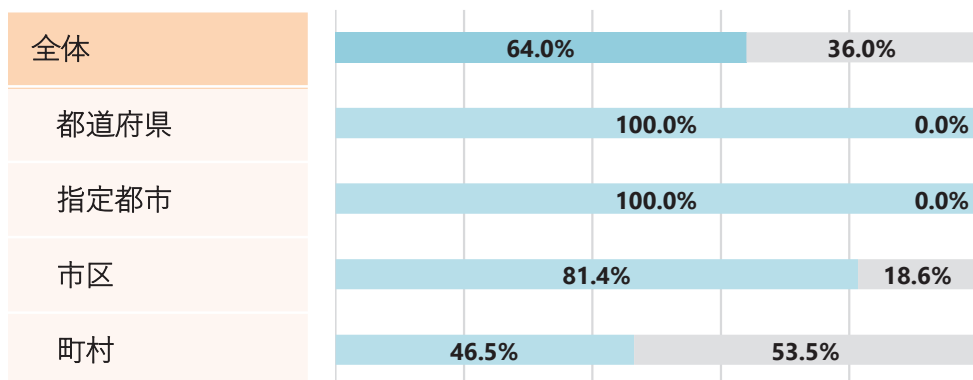 全体 64.0% 36.0%
都道府県 100.0% 0.0%
指定都市 100.0% 0.0%
市区 81.4% 18.6%
町村 46.5% 53.5%